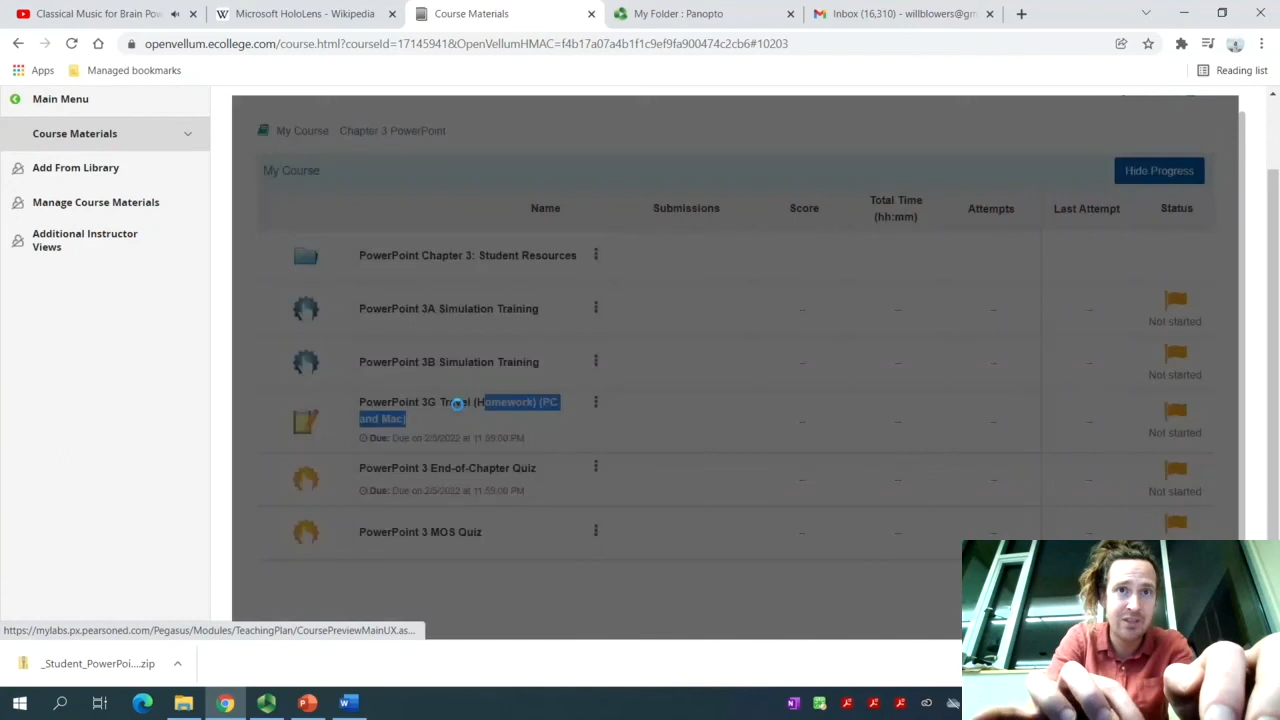 Classical Music for Brain Pow
Microsoft HoloLens - Wikipedia
Course Materials
My Folder : Panopto
Inbox (16,310) - willblowers@gm
openvellum.ecollege.com/course.html?courseId=17145941&OpenVellumHMAC=f4b17a07a4b1f1c9ef9fa900474c2cb6#10203
Apps
Managed bookmarks
Reading list
Main Menu
Course Materials
Add From Library
Manage Course Materials
Additional Instructor
Views
My Course Chapter 3 PowerPoint
My Course
Hide Progress
Name
Submissions
Score
Total Time
(hh:mm)
Attempts
Last Attempt
Status
PowerPoint Chapter 3: Student Resources
PowerPoint 3A Simulation Training
-- -- -- --
Not started
PowerPoint 3B Simulation Training
-- -- -- --
Not started
PowerPoint 3G Travel (Homework) (PC
and Mac)
Due: Due on 2/5/2022 at 11:59:00 PM
-- -- -- --
Not started
PowerPoint 3 End-of-Chapter Quiz
Due: Due on 2/5/2022 at 11:59:00 PM
-- -- -- --
Not started
PowerPoint 3 MOS Quiz
-- -- -- --
https://mylabs.px.pearsoned.com/Pegasus/Modules/TeachingPlan/CoursePreviewMainUX.as...
_Student_PowerPoi....zip